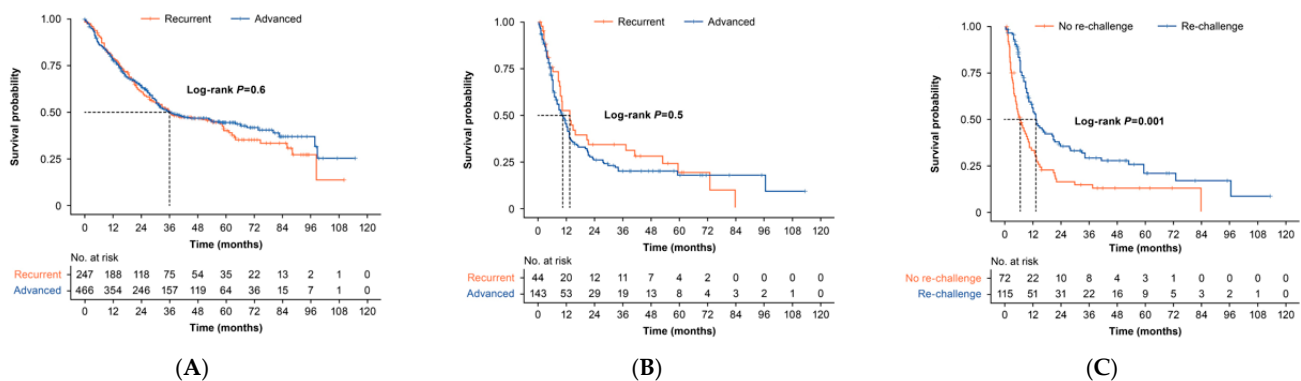 Recurrent Advanced
Survival probability
1.00
0.75
0.50
0.25
0
Log-rank P=0.6
0 12 24 36 48 60 72 84 96 108 120
Time (months)
No. at risk
Recurrent 247 188 118 75 54 35 22 13 2 1 0
Advanced 466 354 246 157 119 64 36 15 7 1 0
0 12 24 36 48 60 72 84 96 108 120
Time (months)
(A)
Recurrent Advanced
Survival probability
1.00
0.75
0.50
0.25
0
Log-rank P=0.5
0 12 24 36 48 60 72 84 96 108 120
Time (months)
No. at risk
Recurrent 44 20 12 11 7 4 2 0 0 0 0
Advanced 143 53 29 19 13 8 4 3 2 1 0
0 12 24 36 48 60 72 84 96 108 120
Time (months)
(B)
No re-challenge Re-challenge
Survival probability
1.00
0.75
0.50
0.25
0
Log-rank P=0.001
0 12 24 36 48 60 72 84 96 108 120
Time (months)
No. at risk
No re-challenge 72 22 10 8 4 3 1 0 0 0 0
Re-challenge 115 51 31 22 16 9 5 3 2 1 0
0 12 24 36 48 60 72 84 96 108 120
Time (months)
(C)